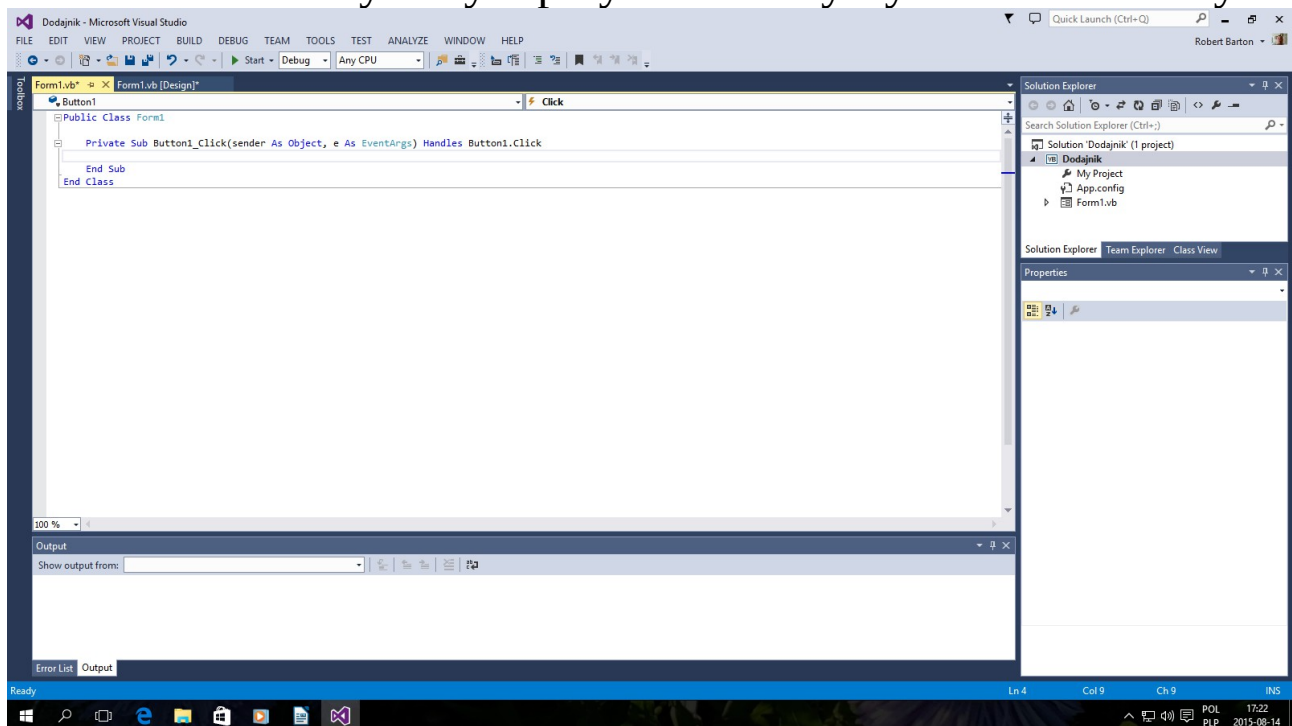 Dodajnik - Microsoft Visual Studio
Quick Launch (Ctrl+Q)
FILE EDIT VIEW PROJECT BUILD DEBUG TEAM TOOLS TEST ANALYZE WINDOW HELP
Robert Barton
Start Debug Any CPU
Toolbox
Form1.vb* Form1.vb [Design]*
Button1 Click
Public Class Form1
Private Sub Button1_Click(sender As Object, e As EventArgs) Handles Button1.Click
End Sub
End Class
100 %
Output
Show output from:
Error List Output
Solution Explorer
Search Solution Explorer (Ctrl+;)
Solution 'Dodajnik' (1 project)
VB Dodajnik
My Project
App.config
Form1.vb
Solution Explorer Team Explorer Class View
Properties
Ready Ln 4 Col 9 Ch 9 INS
POL 17:22
PLP 2015-08-14